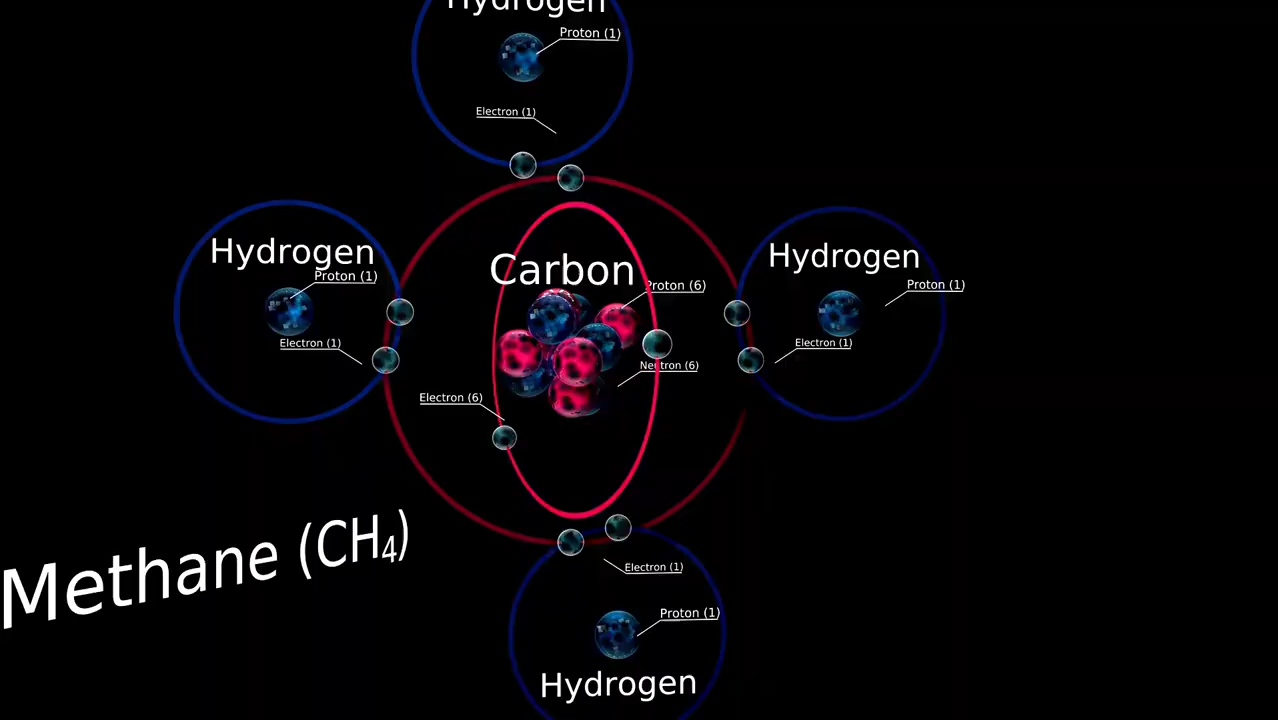 Hydrogen
Proton (1)
Electron (1)
Hydrogen
Proton (1)
Electron (1)
Carbon
Proton (6)
Neutron (6)
Electron (6)
Hydrogen
Proton (1)
Electron (1)
Methane (CH₄)
Electron (1)
Proton (1)
Hydrogen